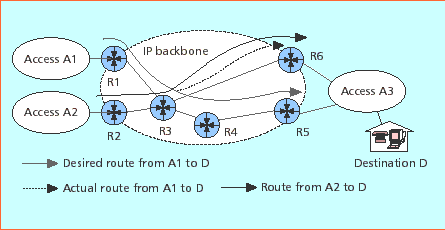 IP backbone
Access A1
R1
R6
Access A3
Access A2
R2
R3
R4
R5
Destination D
Desired route from A1 to D
Actual route from A1 to D
Route from A2 to D